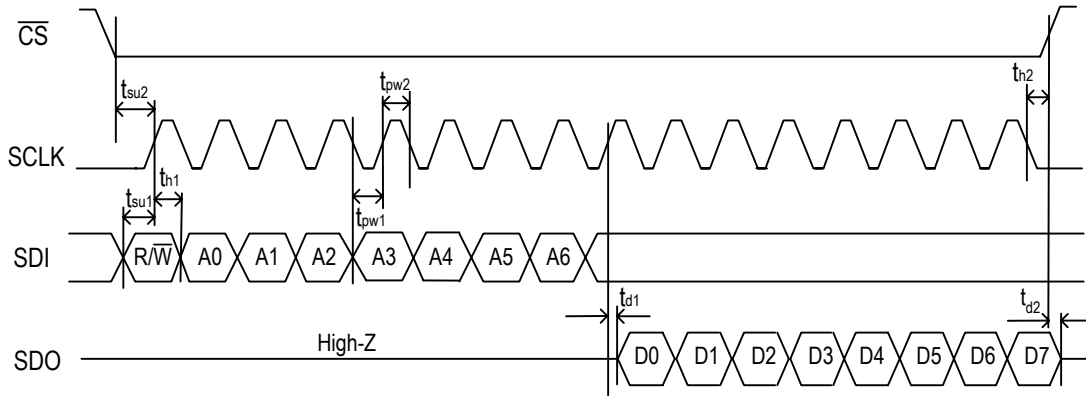 CS
tsu2
tpw2
th2
SCLK
tsu1
th1
tpw1
SDI
R/W
A0
A1
A2
A3
A4
A5
A6
td1
td2
SDO
High-Z
D0
D1
D2
D3
D4
D5
D6
D7